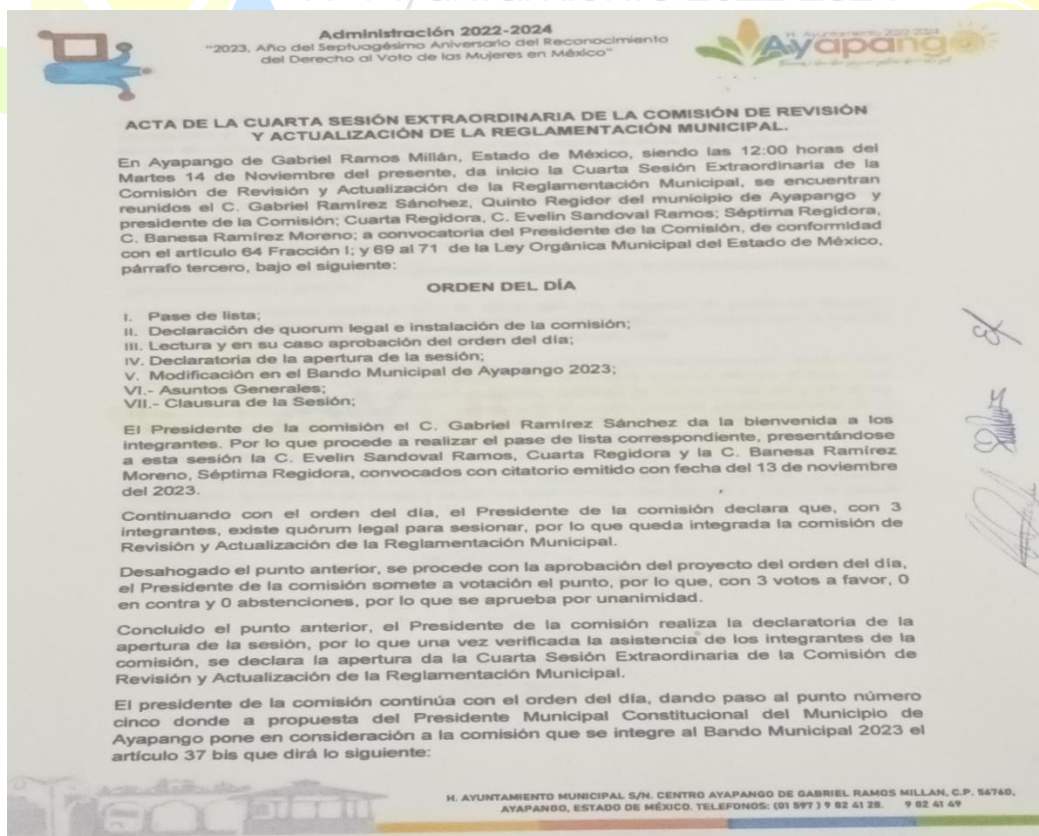 H. Ayuntamiento 2022-2024
Administración 2022-2024
"2023, Año del Septuagésimo Aniversario del Reconocimiento
del Derecho al Voto de las Mujeres en México"
H. Ayuntamiento 2022-2024
Ayapango
ACTA DE LA CUARTA SESIÓN EXTRAORDINARIA DE LA COMISIÓN DE REVISIÓN
Y ACTUALIZACIÓN DE LA REGLAMENTACIÓN MUNICIPAL.
En Ayapango de Gabriel Ramos Millán, Estado de México, siendo las 12:00 horas del
Martes 14 de Noviembre del presente, da inicio la Cuarta Sesión Extraordinaria de la
Comisión de Revisión y Actualización de la Reglamentación Municipal, se encuentran
reunidos el C. Gabriel Ramírez Sánchez, Quinto Regidor del municipio de Ayapango y
presidente de la Comisión; Cuarta Regidora, C. Evelin Sandoval Ramos; Séptima Regidora,
C. Banesa Ramírez Moreno; a convocatoria del Presidente de la Comisión, de conformidad
con el artículo 64 Fracción I; y 69 al 71 de la Ley Orgánica Municipal del Estado de México,
párrafo tercero, bajo el siguiente:
ORDEN DEL DÍA
I. Pase de lista;
II. Declaración de quorum legal e instalación de la comisión;
III. Lectura y en su caso aprobación del orden del día;
IV. Declaratoria de la apertura de la sesión;
V. Modificación en el Bando Municipal de Ayapango 2023;
VI.- Asuntos Generales;
VII.- Clausura de la Sesión;
El Presidente de la comisión el C. Gabriel Ramírez Sánchez da la bienvenida a los
integrantes. Por lo que procede a realizar el pase de lista correspondiente, presentándose
a esta sesión la C. Evelin Sandoval Ramos, Cuarta Regidora y la C. Banesa Ramírez
Moreno, Séptima Regidora, convocados con citatorio emitido con fecha del 13 de noviembre
del 2023.
Continuando con el orden del día, el Presidente de la comisión declara que, con 3
integrantes, existe quórum legal para sesionar, por lo que queda integrada la comisión de
Revisión y Actualización de la Reglamentación Municipal.
Desahogado el punto anterior, se procede con la aprobación del proyecto del orden del día,
el Presidente de la comisión somete a votación el punto, por lo que, con 3 votos a favor, 0
en contra y 0 abstenciones, por lo que se aprueba por unanimidad.
Concluido el punto anterior, el Presidente de la comisión realiza la declaratoria de la
apertura de la sesión, por lo que una vez verificada la asistencia de los integrantes de la
comisión, se declara la apertura da la Cuarta Sesión Extraordinaria de la Comisión de
Revisión y Actualización de la Reglamentación Municipal.
El presidente de la comisión continúa con el orden del día, dando paso al punto número
cinco donde a propuesta del Presidente Municipal Constitucional del Municipio de
Ayapango pone en consideración a la comisión que se integre al Bando Municipal 2023 el
artículo 37 bis que dirá lo siguiente:
H. AYUNTAMIENTO MUNICIPAL S/N. CENTRO AYAPANGO DE GABRIEL RAMOS MILLAN, C.P. 56760,
AYAPANGO, ESTADO DE MÉXICO. TELEFONOS: (01 597 ) 9 82 41 28. 9 82 41 49